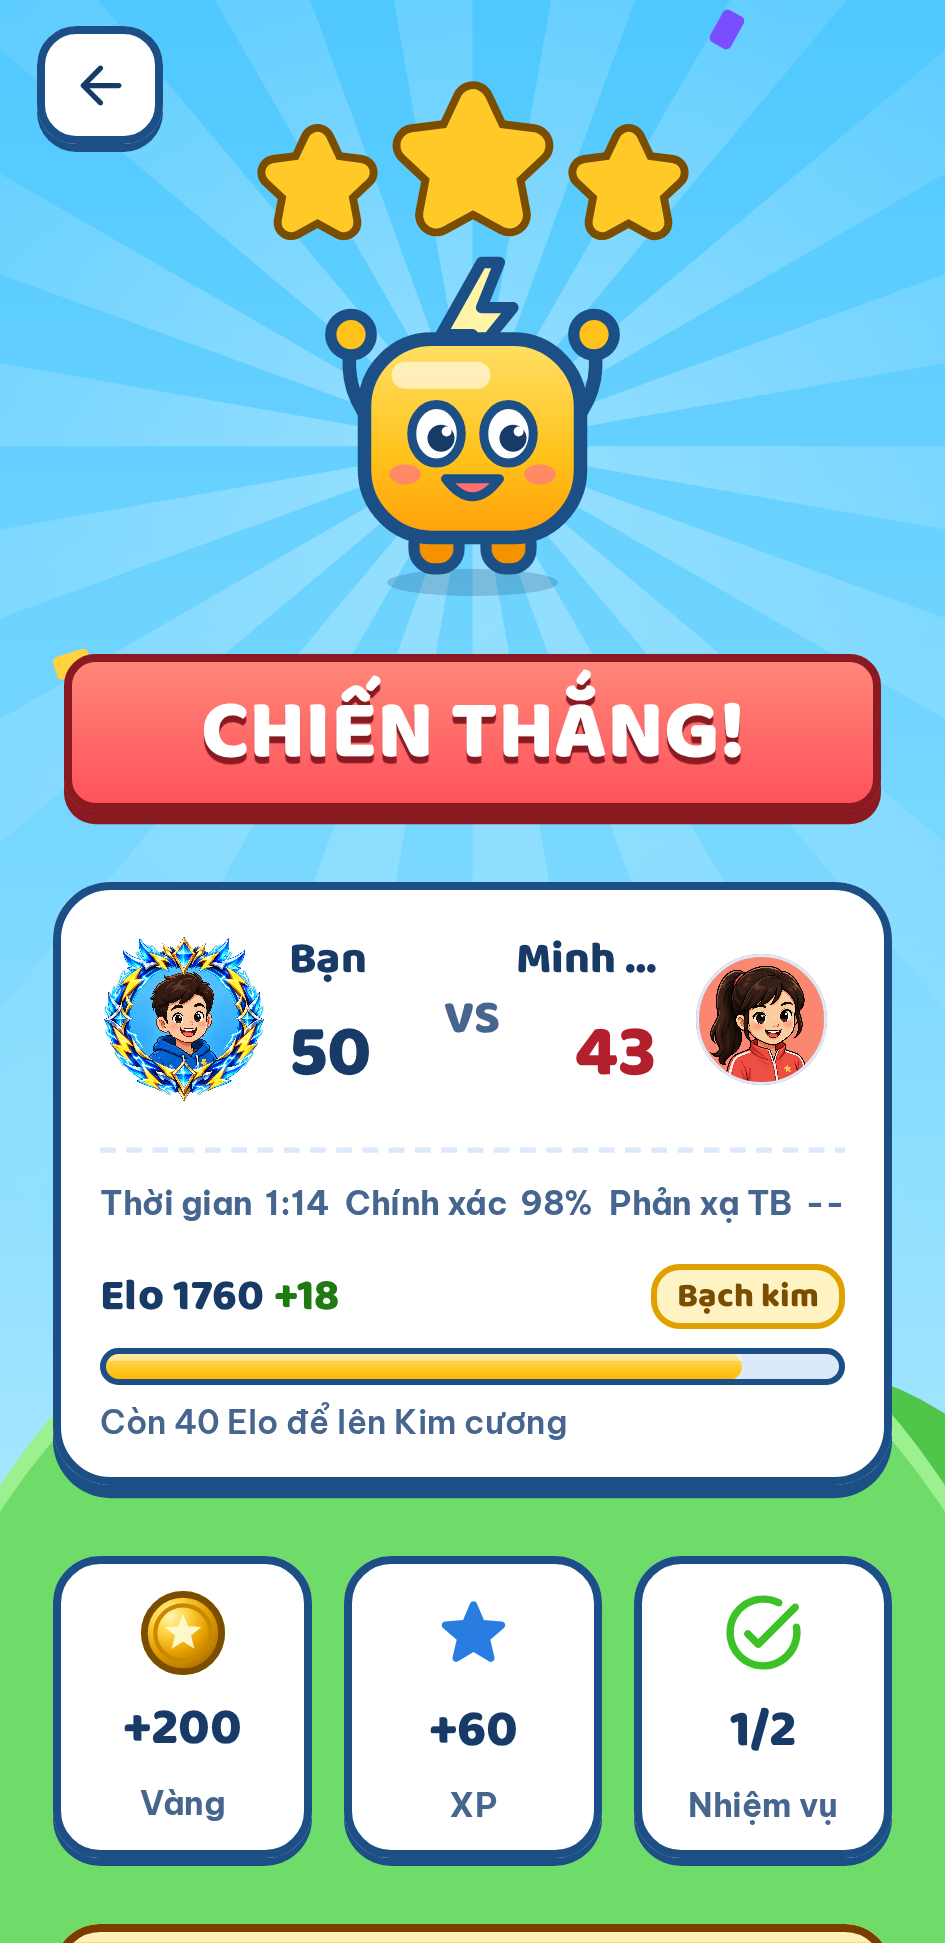 CHIẾN THẮNG!
Bạn
Minh ...
50
VS
43
Thời gian 1:14 Chính xác 98% Phản xạ TB --
Elo 1760 +18
Bạch kim
Còn 40 Elo để lên Kim cương
+200
+60
1/2
Vàng
XP
Nhiệm vụ